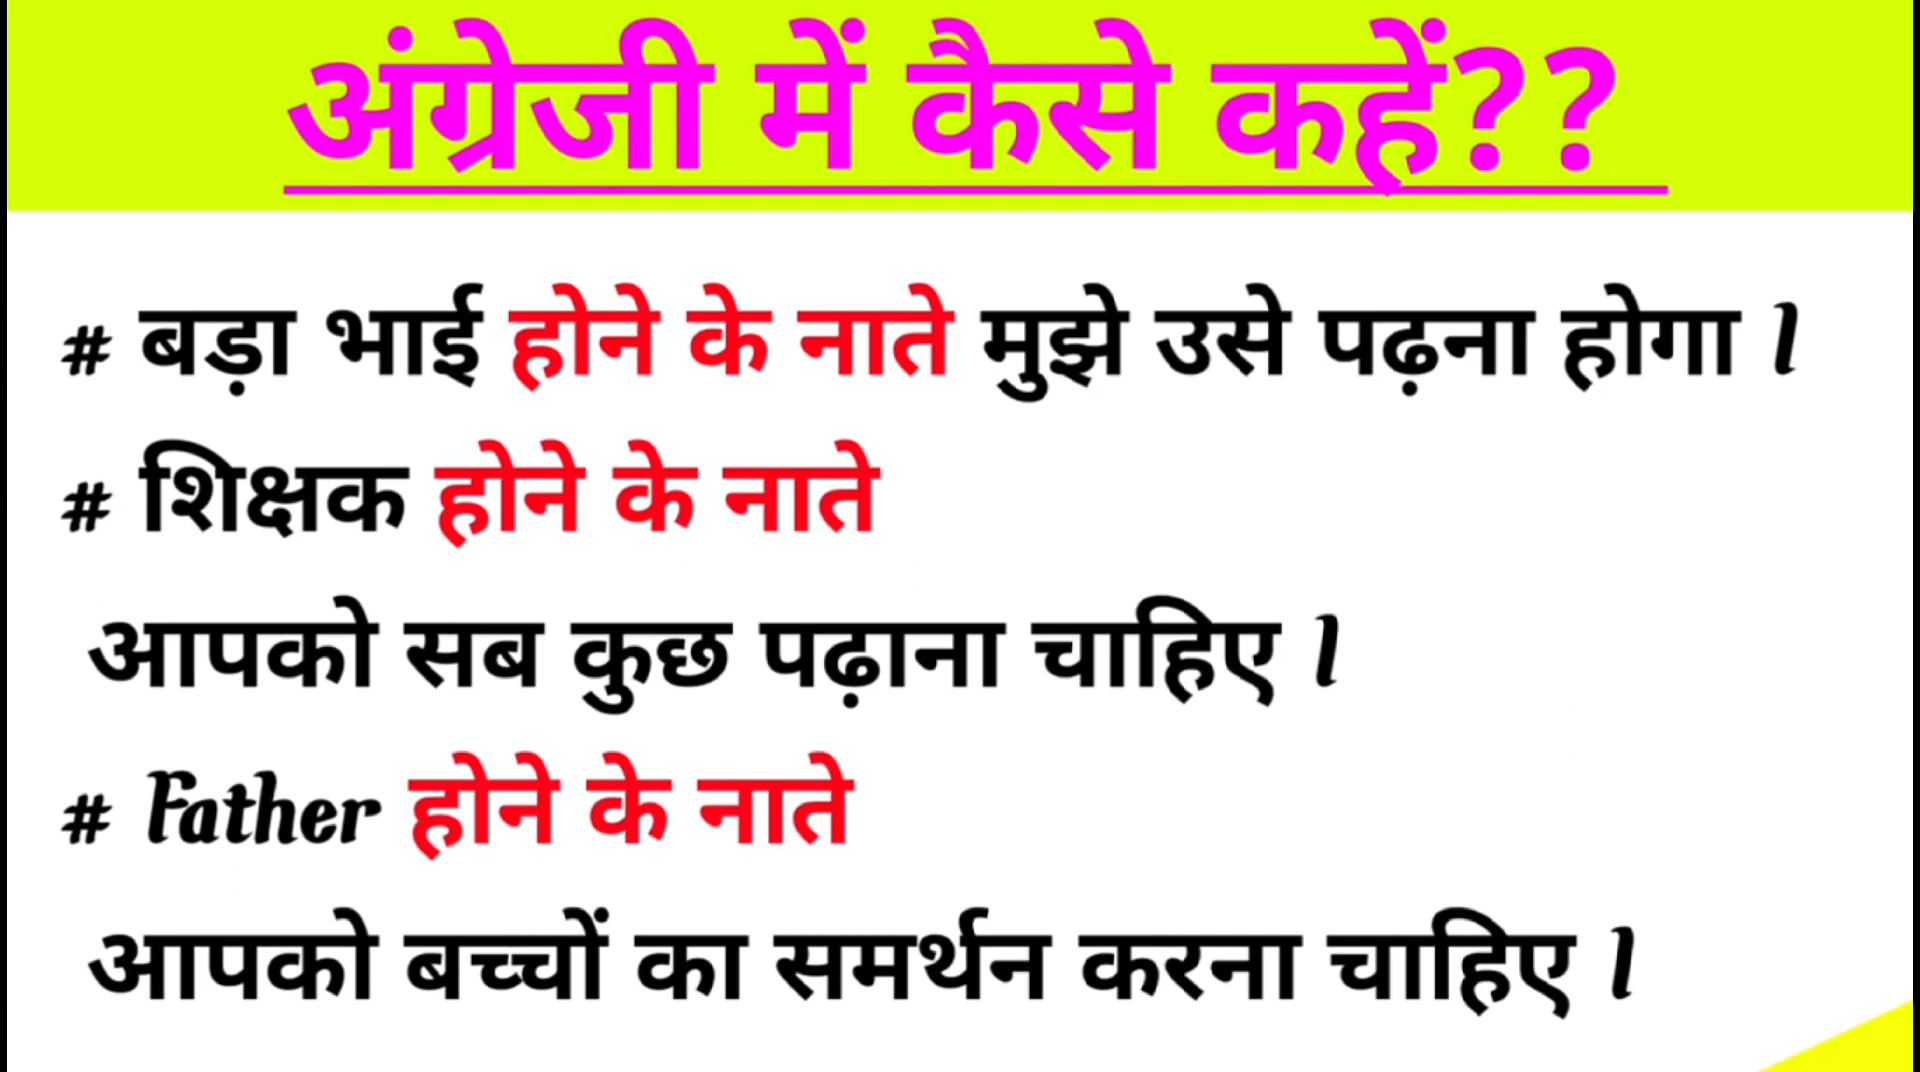 अंग्रेजी में कैसे कहें??
# बड़ा भाई होने के नाते मुझे उसे पढ़ना होगा l
# शिक्षक होने के नाते
आपको सब कुछ पढ़ाना चाहिए l
# Father होने के नाते
आपको बच्चों का समर्थन करना चाहिए l